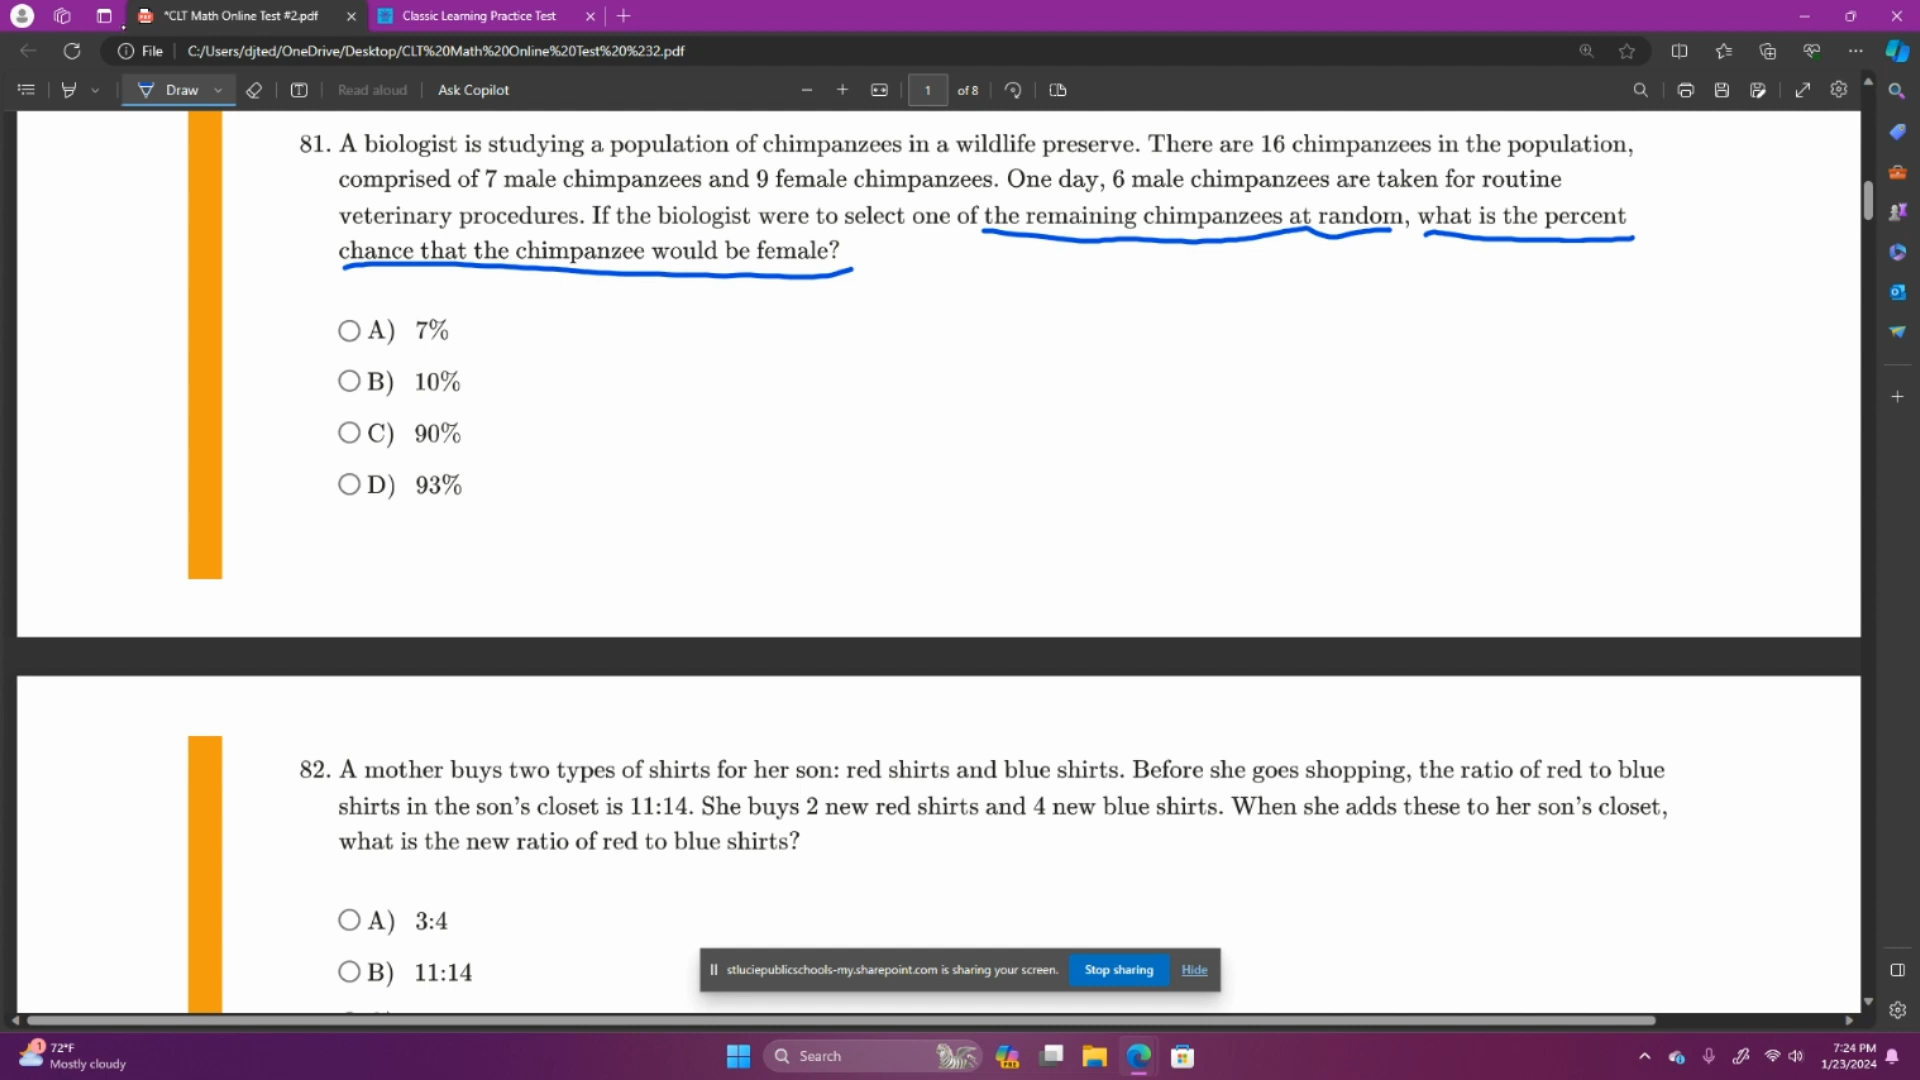 *CLT Math Online Test #2.pdf
Classic Learning Practice Test
File
C:/Users/djted/OneDrive/Desktop/CLT%20Math%20Online%20Test%20%232.pdf
Draw
Read aloud
Ask Copilot
1
of 8
81. A biologist is studying a population of chimpanzees in a wildlife preserve. There are 16 chimpanzees in the population,
comprised of 7 male chimpanzees and 9 female chimpanzees. One day, 6 male chimpanzees are taken for routine
veterinary procedures. If the biologist were to select one of the remaining chimpanzees at random, what is the percent
chance that the chimpanzee would be female?
A) 7%
B) 10%
C) 90%
D) 93%
82. A mother buys two types of shirts for her son: red shirts and blue shirts. Before she goes shopping, the ratio of red to blue
shirts in the son's closet is 11:14. She buys 2 new red shirts and 4 new blue shirts. When she adds these to her son's closet,
what is the new ratio of red to blue shirts?
A) 3:4
B) 11:14
stluciepublicschools-my.sharepoint.com is sharing your screen.
Stop sharing
Hide
1
72°F
Mostly cloudy
Search
7:24 PM
1/23/2024